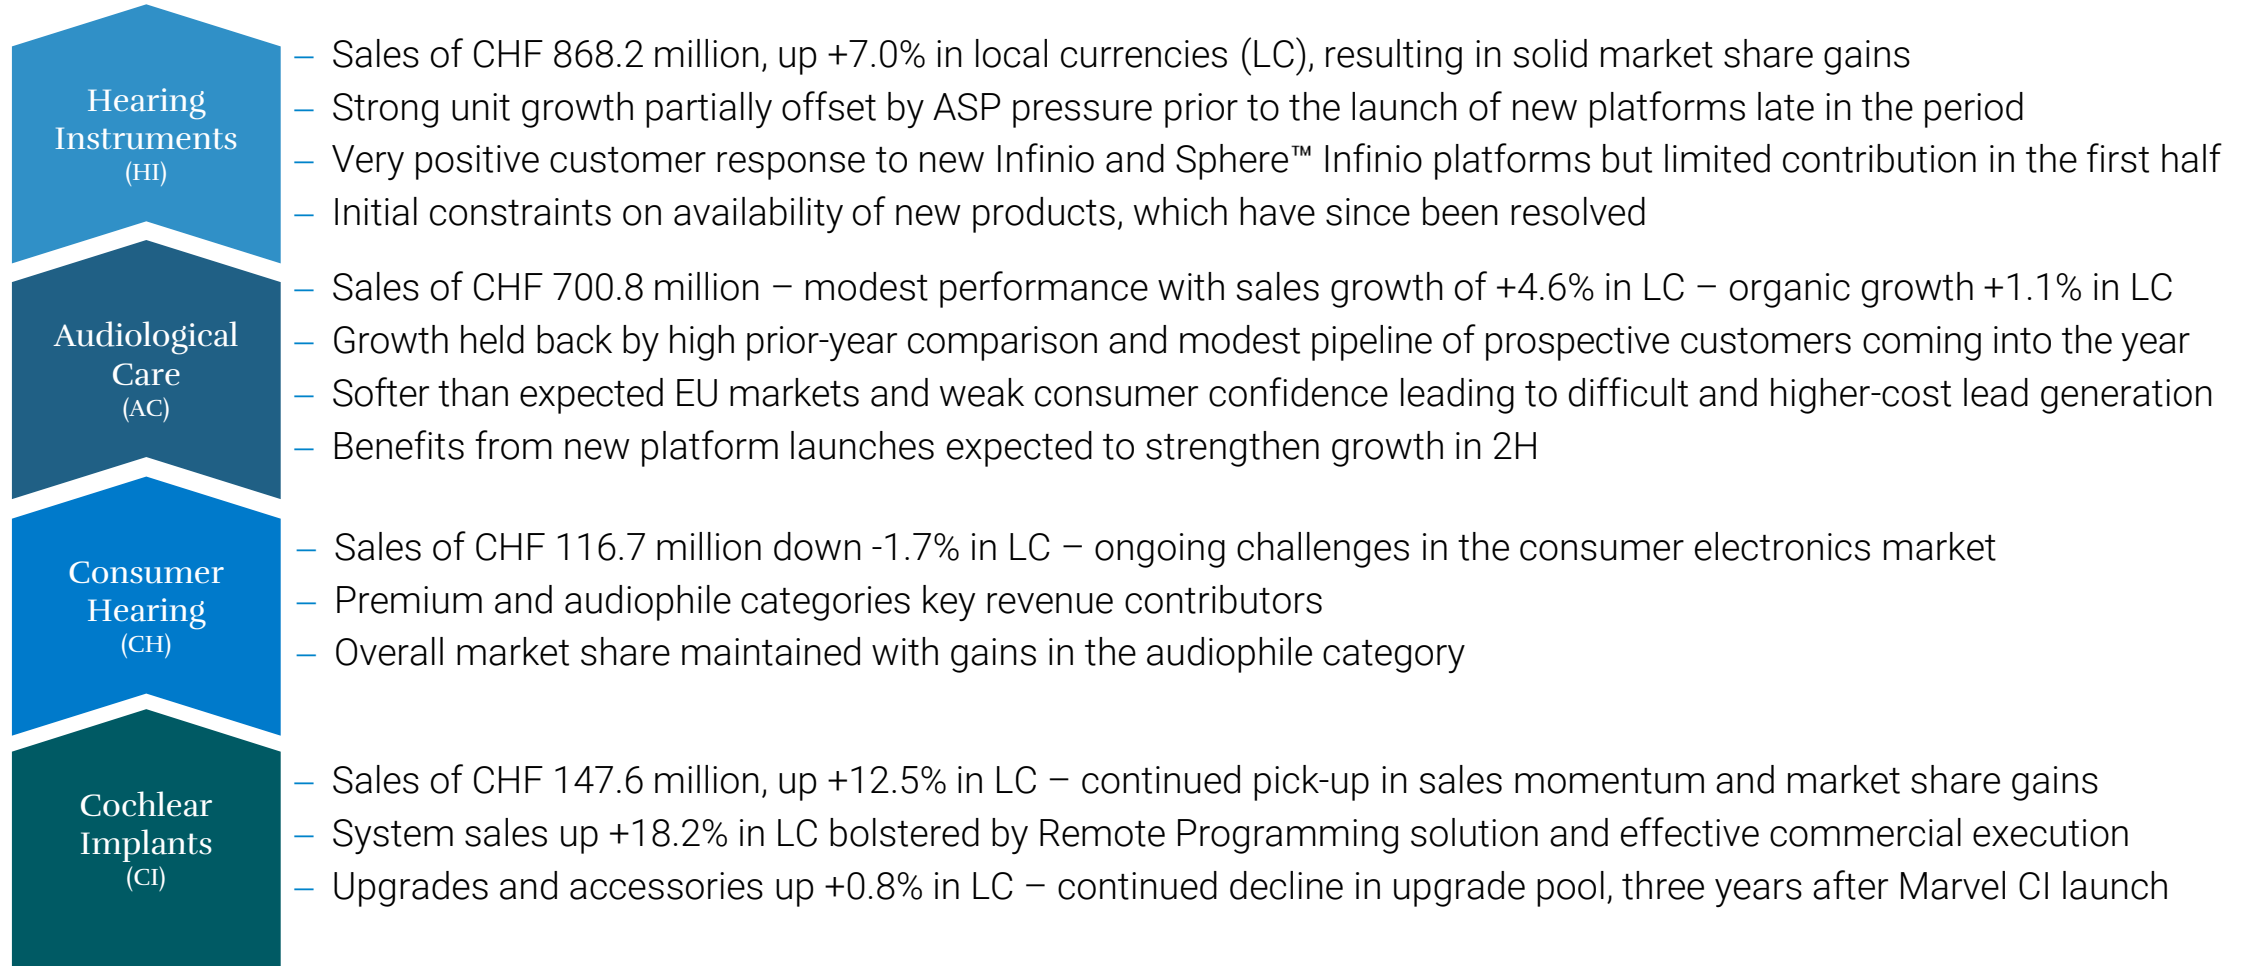 Hearing
Instruments
(HI)
– Sales of CHF 868.2 million, up +7.0% in local currencies (LC), resulting in solid market share gains
– Strong unit growth partially offset by ASP pressure prior to the launch of new platforms late in the period
– Very positive customer response to new Infinio and Sphere™ Infinio platforms but limited contribution in the first half
– Initial constraints on availability of new products, which have since been resolved
Audiological
Care
(AC)
– Sales of CHF 700.8 million – modest performance with sales growth of +4.6% in LC – organic growth +1.1% in LC
– Growth held back by high prior-year comparison and modest pipeline of prospective customers coming into the year
– Softer than expected EU markets and weak consumer confidence leading to difficult and higher-cost lead generation
– Benefits from new platform launches expected to strengthen growth in 2H
Consumer
Hearing
(CH)
– Sales of CHF 116.7 million down -1.7% in LC – ongoing challenges in the consumer electronics market
– Premium and audiophile categories key revenue contributors
– Overall market share maintained with gains in the audiophile category
Cochlear
Implants
(CI)
– Sales of CHF 147.6 million, up +12.5% in LC – continued pick-up in sales momentum and market share gains
– System sales up +18.2% in LC bolstered by Remote Programming solution and effective commercial execution
– Upgrades and accessories up +0.8% in LC – continued decline in upgrade pool, three years after Marvel CI launch